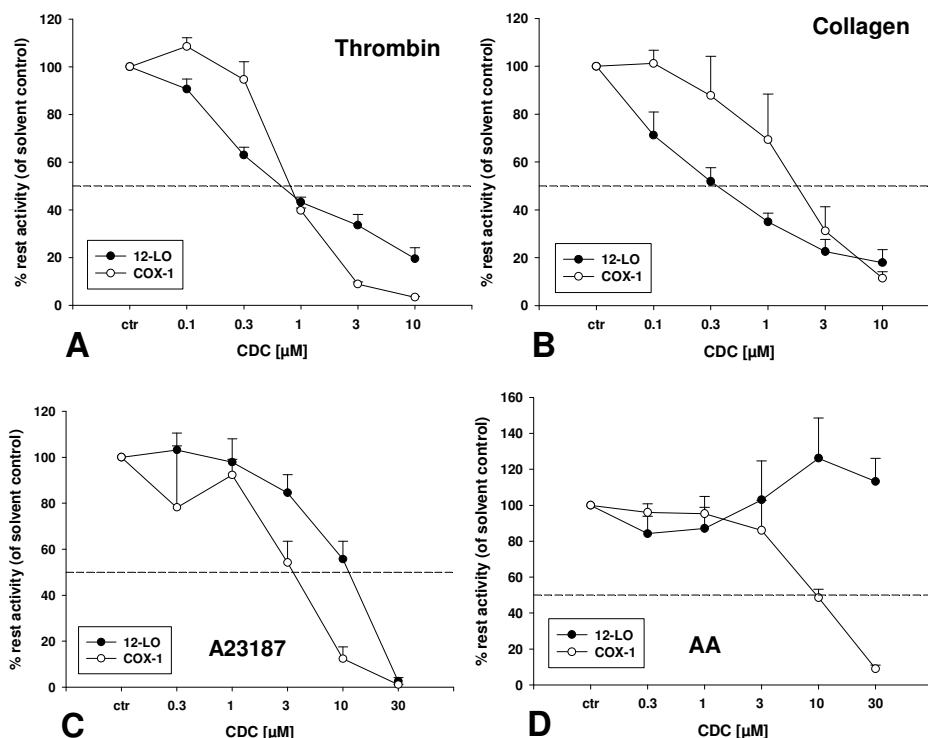 Thrombin
% rest activity (of solvent control)
120
100
80
60
40
20
0
12-LO
COX-1
ctr 0.1 0.3 1 3 10
A
CDC [µM]
Collagen
% rest activity (of solvent control)
120
100
80
60
40
20
0
12-LO
COX-1
ctr 0.1 0.3 1 3 10
B
CDC [µM]
% rest activity (of solvent control)
120
100
80
60
40
20
0
12-LO
COX-1
A23187
ctr 0.3 1 3 10 30
C
CDC [µM]
% rest activity (of solvent control)
160
140
120
100
80
60
40
20
0
12-LO
COX-1
AA
ctr 0.3 1 3 10 30
D
CDC [µM]